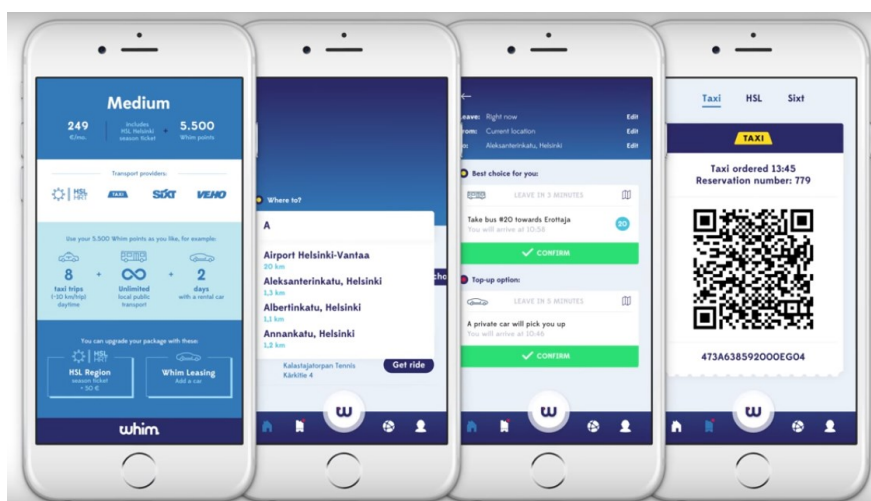 Medium
249
€/mo.
Includes
HSL Helsinki
season ticket
+
5.500
Whim points
Transport providers:
HSL
HRT
TAXI
SIXT
VEHO
Use your 5.500 Whim points as you like, for example:
8
taxi trips
(~10 km/trip)
daytime
+
∞
Unlimited
local public
transport
+
2
days
with a rental car
You can upgrade your package with these:
HSL
HRT
HSL Region
season ticket
+ 50 €
Whim Leasing
Add a car
whim
Where to?
A
Airport Helsinki-Vantaa
20 km
Aleksanterinkatu, Helsinki
1,3 km
Albertinkatu, Helsinki
1,1 km
Annankatu, Helsinki
1,2 km
Kalastajatorpan Tennis
Kärkitie 4
Get ride
w
Leave: Right now Edit
From: Current location Edit
To: Aleksanterinkatu, Helsinki Edit
Best choice for you:
LEAVE IN 3 MINUTES
Take bus #20 towards Erottaja
You will arrive at 10:58
20
CONFIRM
Top-up option:
LEAVE IN 5 MINUTES
A private car will pick you up
You will arrive at 10:48
CONFIRM
w
Taxi HSL Sixt
TAXI
Taxi ordered 13:45
Reservation number: 779
473A638592000EG04
w